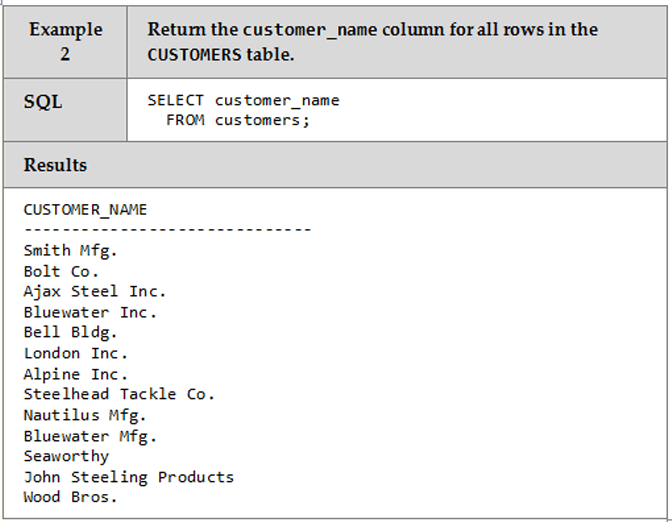 Example
2
Return the customer_name column for all rows in the
CUSTOMERS table.
SQL
SELECT customer_name
FROM customers;
Results
CUSTOMER_NAME
------------------------------
Smith Mfg.
Bolt Co.
Ajax Steel Inc.
Bluewater Inc.
Bell Bldg.
London Inc.
Alpine Inc.
Steelhead Tackle Co.
Nautilus Mfg.
Bluewater Mfg.
Seaworthy
John Steeling Products
Wood Bros.